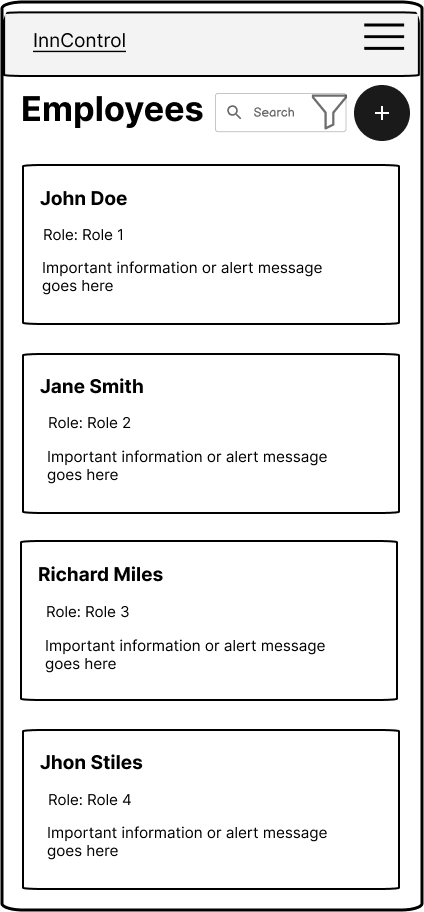 InnControl
Employees
Search
+
John Doe
Role: Role 1
Important information or alert message
goes here
Jane Smith
Role: Role 2
Important information or alert message
goes here
Richard Miles
Role: Role 3
Important information or alert message
goes here
Jhon Stiles
Role: Role 4
Important information or alert message
goes here